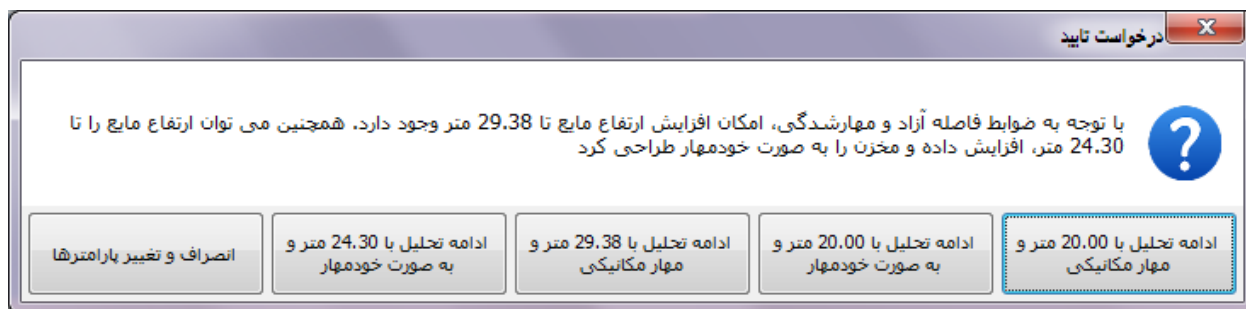 درخواست تایید
با توجه به ضوابط فاصله آزاد و مهارشدگی، امکان افزایش ارتفاع مایع تا 29.38 متر وجود دارد. همچنین می توان ارتفاع مایع را تا
24.30 متر، افزایش داده و مخزن را به صورت خودمهار طراحی کرد
ادامه تحلیل با 20.00 متر و
مهار مکانیکی
ادامه تحلیل با 20.00 متر و
به صورت خودمهار
ادامه تحلیل با 29.38 متر و
مهار مکانیکی
ادامه تحلیل با 24.30 متر و
به صورت خودمهار
انصراف و تغییر پارامترها